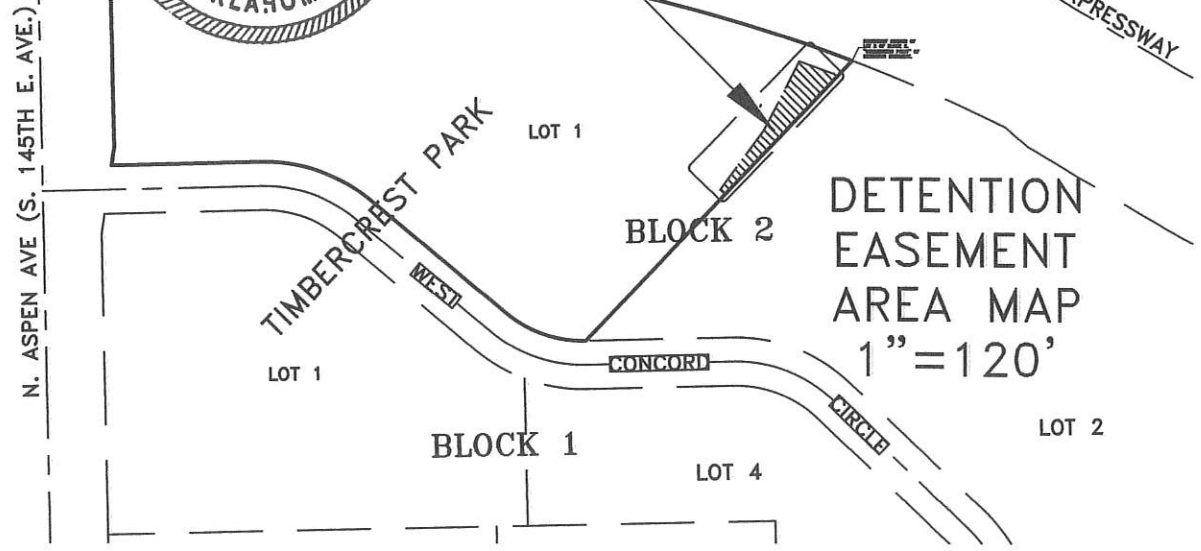 N. ASPEN AVE (S. 145TH E. AVE.)
TIMBERCREST PARK
LOT 1
BLOCK 2
DETENTION
EASEMENT
AREA MAP
1"=120'
WEST
CONCORD
CIRCLE
LOT 1
BLOCK 1
LOT 4
LOT 2